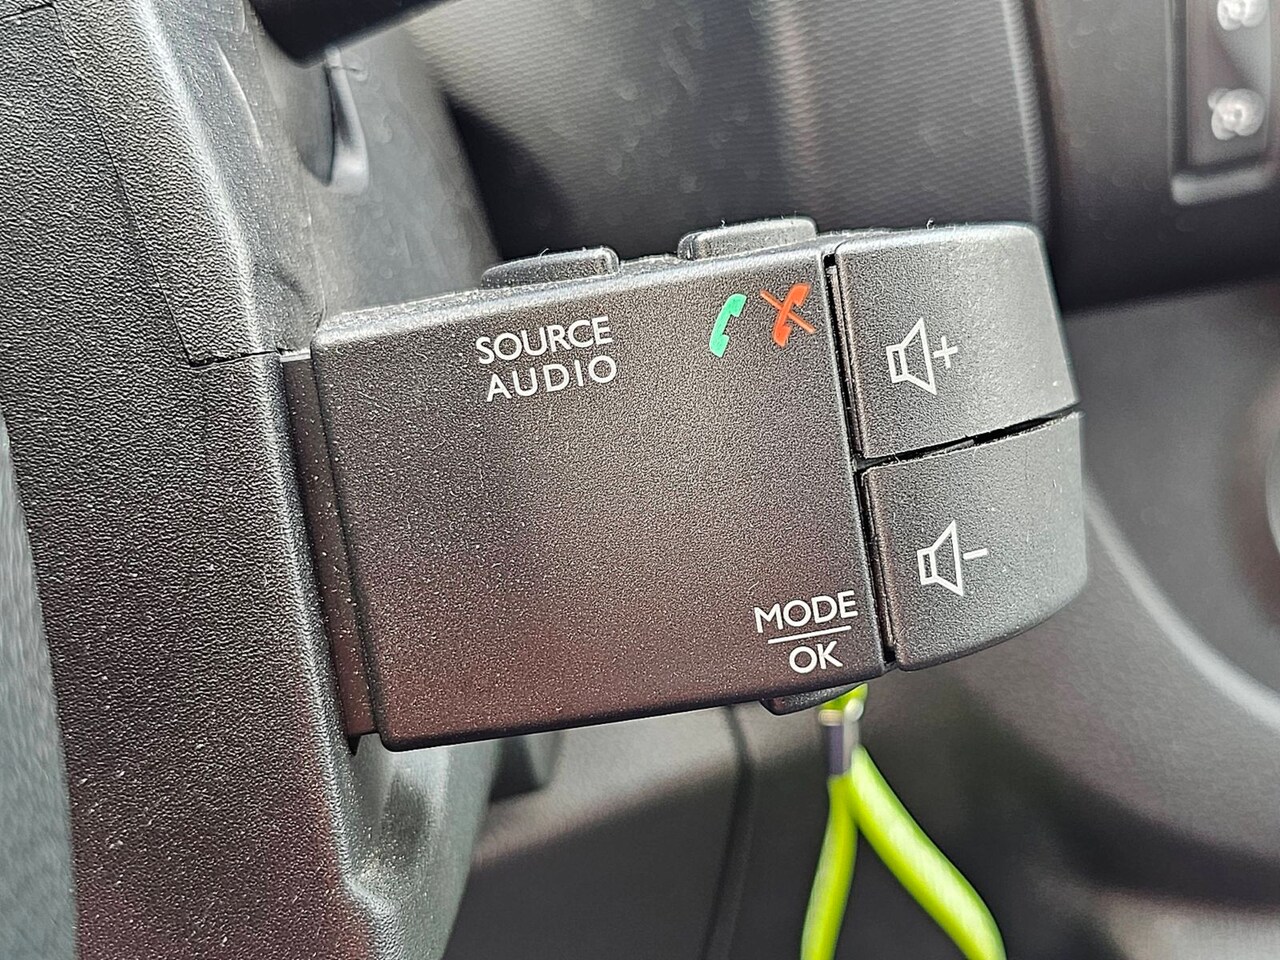 SOURCE
AUDIO
+
-
MODE
OK